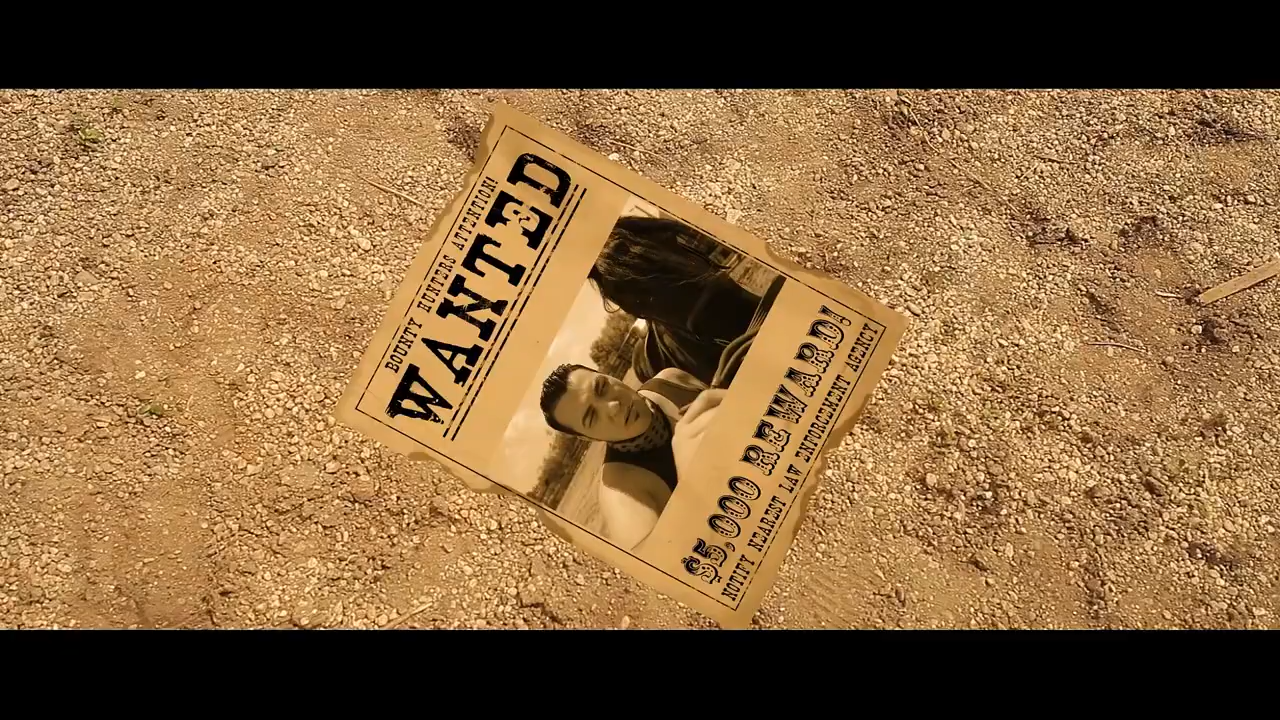 BOUNTY HUNTERS ATTENTION!
WANTED
$5,000 REWARD!
NOTIFY NEAREST LAW ENFORCEMENT AGENCY